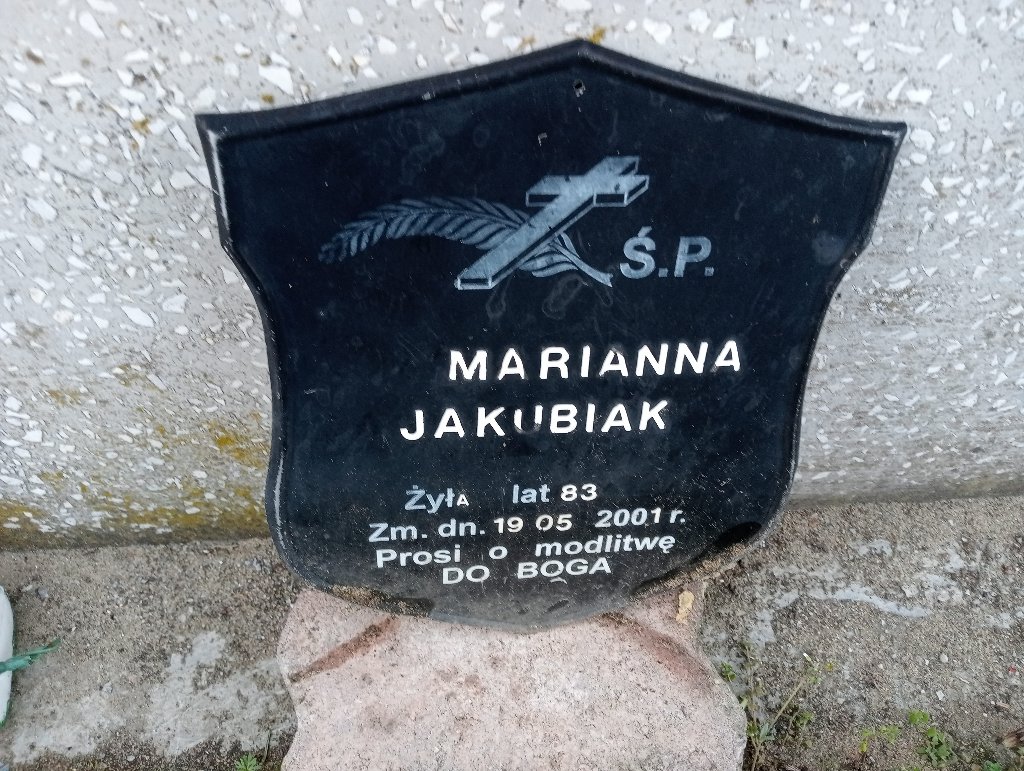 Ś.P.
MARIANNA
JAKUBIAK
Żyła lat 83
Zm. dn. 19 05 2001 r.
Prosi o modlitwę
DO BOGA